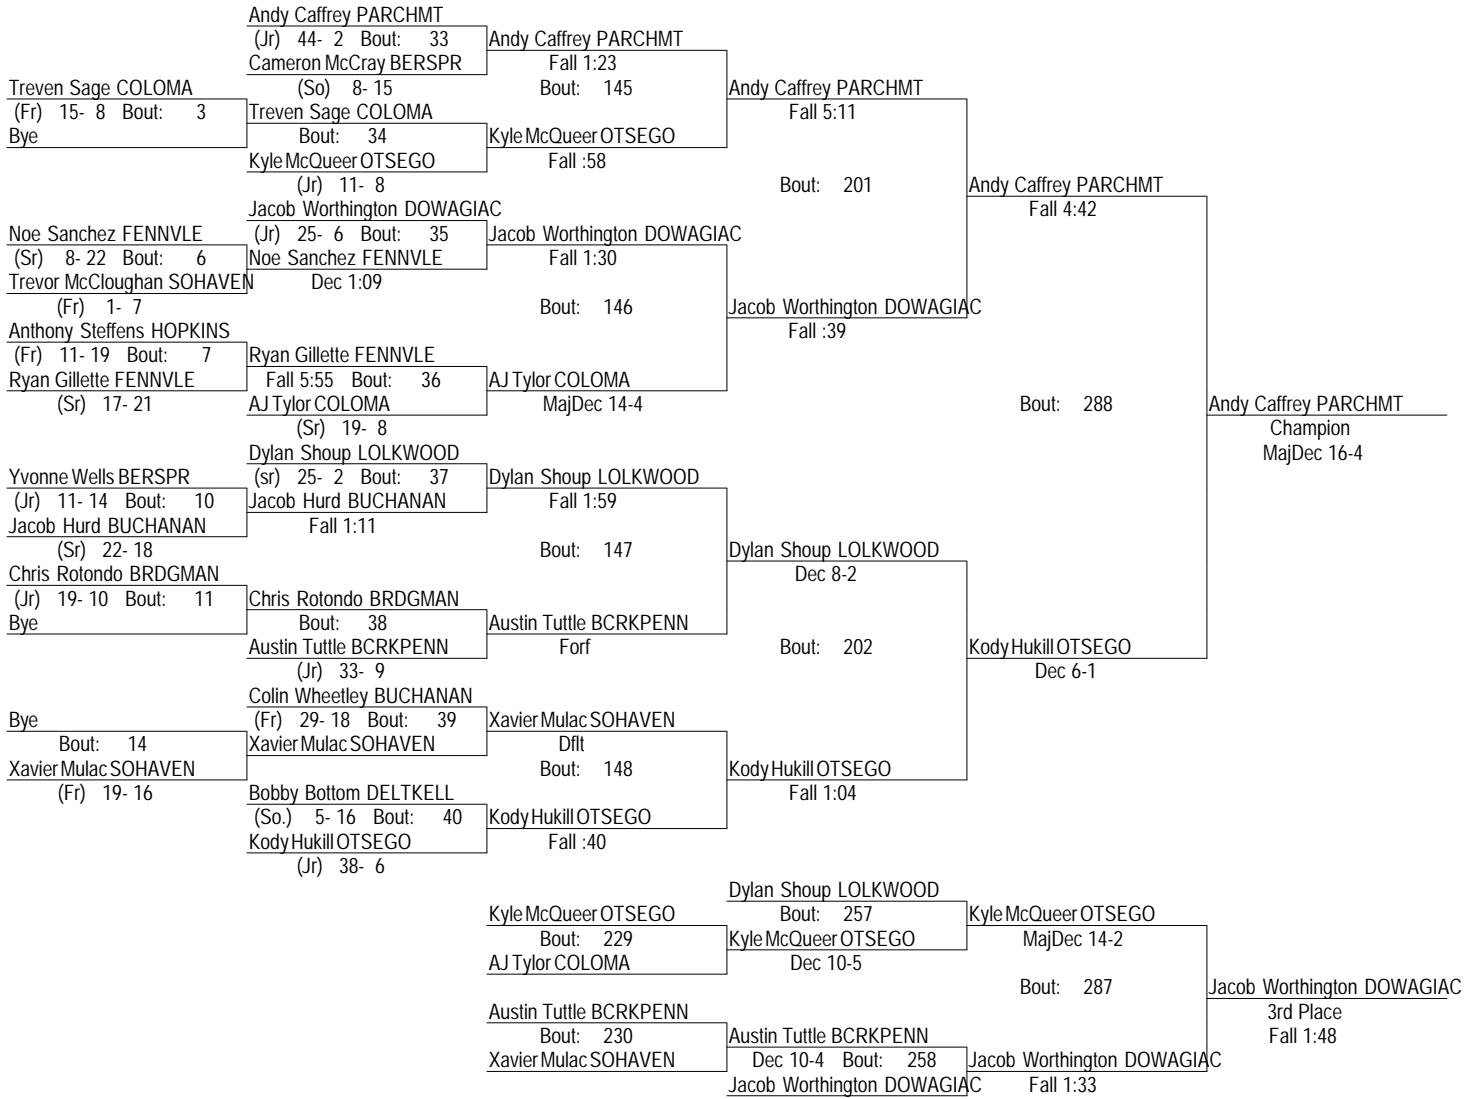 Andy Caffrey PARCHMT
(Jr) 44- 2 Bout: 33 Andy Caffrey PARCHMT
Cameron McCray BERSPR Fall 1:23
Treven Sage COLOMA (So) 8- 15 Bout: 145 Andy Caffrey PARCHMT
(Fr) 15- 8 Bout: 3 Treven Sage COLOMA Fall 5:11
Bye Bout: 34 Kyle McQueer OTSEGO
Kyle McQueer OTSEGO Fall :58
(Jr) 11- 8 Bout: 201 Andy Caffrey PARCHMT
Jacob Worthington DOWAGIAC Fall 4:42
Noe Sanchez FENNVLE (Jr) 25- 6 Bout: 35 Jacob Worthington DOWAGIAC
(Sr) 8- 22 Bout: 6 Noe Sanchez FENNVLE Fall 1:30
Trevor McCloughan SOHAVEN Dec 1:09
(Fr) 1- 7 Bout: 146 Jacob Worthington DOWAGIAC
Anthony Steffens HOPKINS Fall :39
(Fr) 11- 19 Bout: 7 Ryan Gillette FENNVLE
Ryan Gillette FENNVLE Fall 5:55 Bout: 36 AJ Tylor COLOMA
(Sr) 17- 21 AJ Tylor COLOMA MajDec 14-4 Bout: 288 Andy Caffrey PARCHMT
(Sr) 19- 8 Champion
Dylan Shoup LOLKWOOD MajDec 16-4
Yvonne Wells BERSPR (sr) 25- 2 Bout: 37 Dylan Shoup LOLKWOOD
(Jr) 11- 14 Bout: 10 Jacob Hurd BUCHANAN Fall 1:59
Jacob Hurd BUCHANAN Fall 1:11
(Sr) 22- 18 Bout: 147 Dylan Shoup LOLKWOOD
Chris Rotondo BRDGMAN Dec 8-2
(Jr) 19- 10 Bout: 11 Chris Rotondo BRDGMAN
Bye Bout: 38 Austin Tuttle BCRKPENN
Austin Tuttle BCRKPENN Forf Bout: 202 Kody Hukill OTSEGO
(Jr) 33- 9 Dec 6-1
Colin Wheetley BUCHANAN
Bye (Fr) 29- 18 Bout: 39 Xavier Mulac SOHAVEN
Bout: 14 Xavier Mulac SOHAVEN Dflt
Xavier Mulac SOHAVEN Bout: 148 Kody Hukill OTSEGO
(Fr) 19- 16 Bobby Bottom DELTKELL Fall 1:04
(So.) 5- 16 Bout: 40 Kody Hukill OTSEGO
Kody Hukill OTSEGO Fall :40
(Jr) 38- 6
Dylan Shoup LOLKWOOD
Kyle McQueer OTSEGO Bout: 257 Kyle McQueer OTSEGO
Bout: 229 Kyle McQueer OTSEGO MajDec 14-2
AJ Tylor COLOMA Dec 10-5
Bout: 287 Jacob Worthington DOWAGIAC
Austin Tuttle BCRKPENN 3rd Place
Bout: 230 Austin Tuttle BCRKPENN Fall 1:48
Xavier Mulac SOHAVEN Dec 10-4 Bout: 258 Jacob Worthington DOWAGIAC
Jacob Worthington DOWAGIAC Fall 1:33